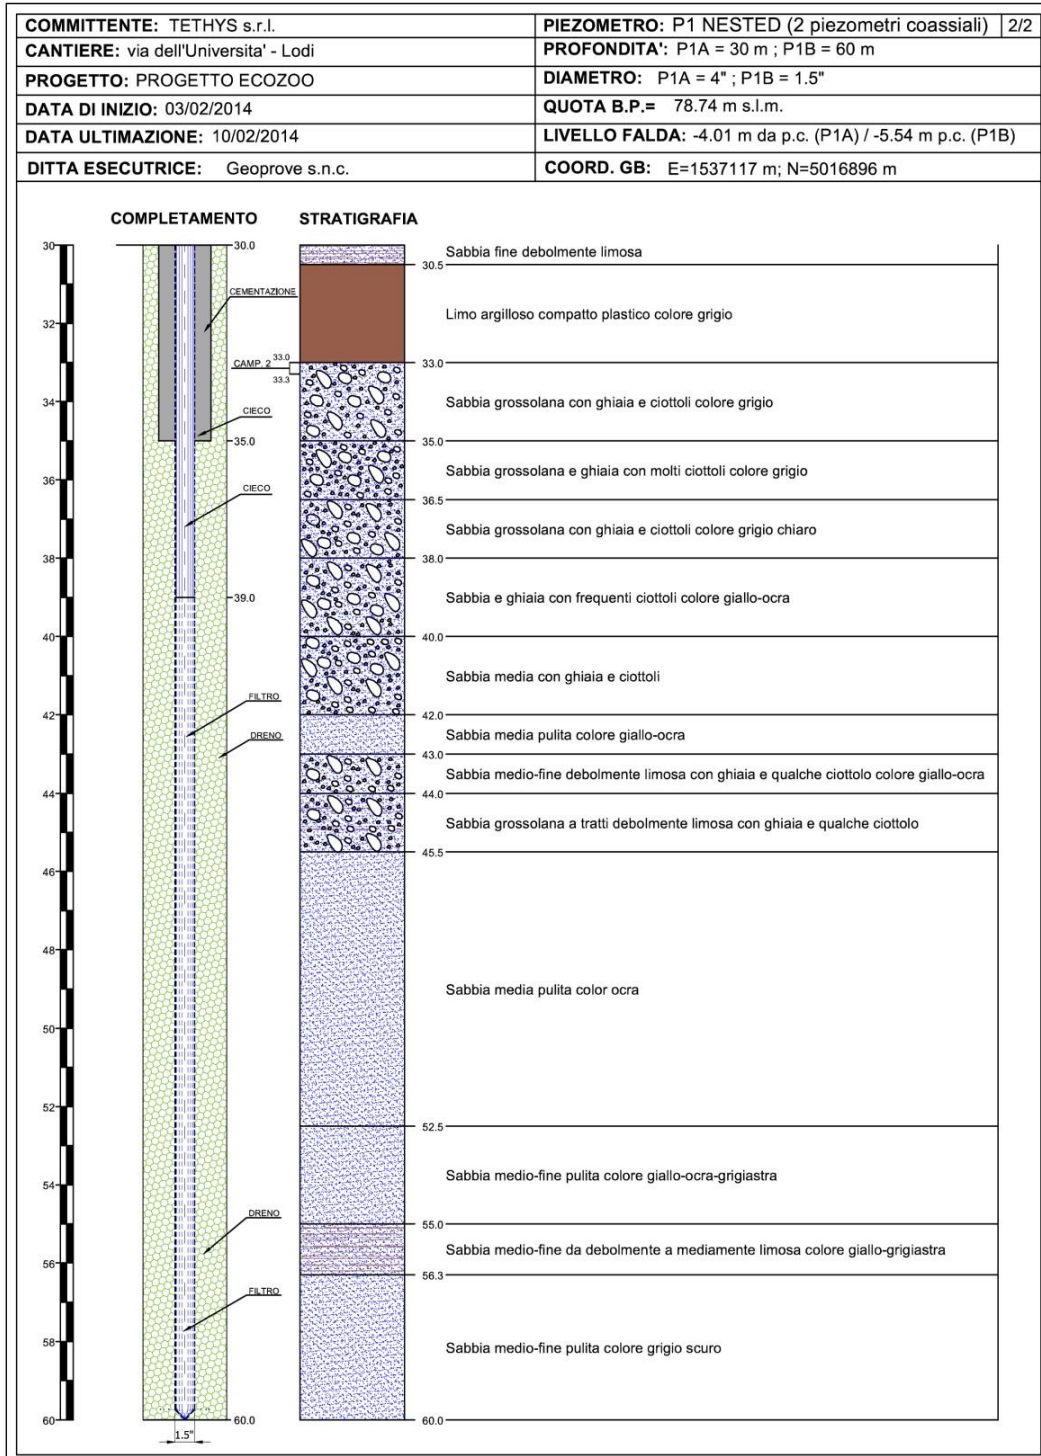 COMMITTENTE: TETHYS s.r.l.
PIEZOMETRO: P1 NESTED (2 piezometri coassiali) 2/2
CANTIERE: via dell'Universita' - Lodi
PROFONDITA': P1A = 30 m ; P1B = 60 m
PROGETTO: PROGETTO ECOZOO
DIAMETRO: P1A = 4" ; P1B = 1.5"
DATA DI INIZIO: 03/02/2014
QUOTA B.P.= 78.74 m s.l.m.
DATA ULTIMAZIONE: 10/02/2014
LIVELLO FALDA: -4.01 m da p.c. (P1A) / -5.54 m p.c. (P1B)
DITTA ESECUTRICE: Geoprove s.n.c.
COORD. GB: E=1537117 m; N=5016896 m
COMPLETAMENTO STRATIGRAFIA
30 30.0
Sabbia fine debolmente limosa
30.5
CEMENTAZIONE
Limo argilloso compatto plastico colore grigio
32
33.0 33.0
CAMP. 2
33.3
34
Sabbia grossolana con ghiaia e ciottoli colore grigio
CIECO
35.0 35.0
Sabbia grossolana e ghiaia con molti ciottoli colore grigio
36
CIECO
36.5
Sabbia grossolana con ghiaia e ciottoli colore grigio chiaro
38 38.0
39.0
Sabbia e ghiaia con frequenti ciottoli colore giallo-ocra
40 40.0
Sabbia media con ghiaia e ciottoli
FILTRO
42 42.0
DRENO
Sabbia media pulita colore giallo-ocra
43.0
Sabbia medio-fine debolmente limosa con ghiaia e qualche ciottolo colore giallo-ocra
44 44.0
Sabbia grossolana a tratti debolmente limosa con ghiaia e qualche ciottolo
45.5
46
48
Sabbia media pulita color ocra
50
52
52.5
Sabbia medio-fine pulita colore giallo-ocra-grigiastra
54
DRENO
55.0
Sabbia medio-fine da debolmente a mediamente limosa colore giallo-grigiastra
56
56.3
FILTRO
58
Sabbia medio-fine pulita colore grigio scuro
60 60.0 60.0
1.5"